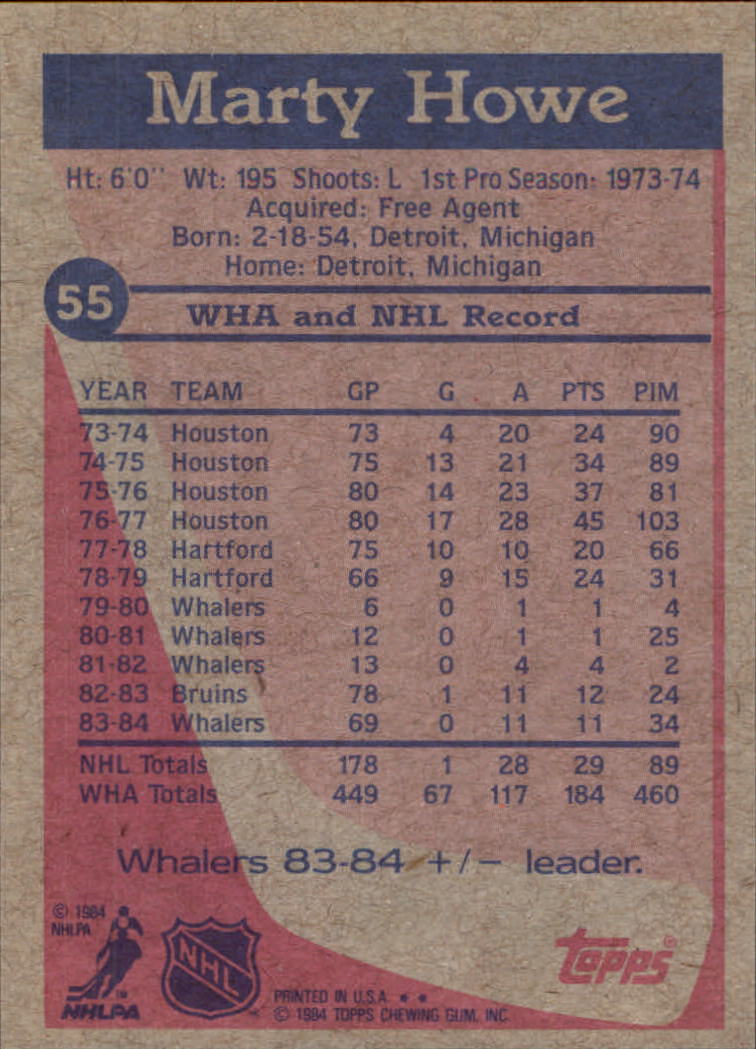 Marty Howe
Ht: 6'0" Wt: 195 Shoots: L 1st Pro Season: 1973-74
Acquired: Free Agent
Born: 2-18-54, Detroit, Michigan
Home: Detroit, Michigan
55
WHA and NHL Record
YEAR TEAM GP G A PTS PIM
73-74 Houston 73 4 20 24 90
74-75 Houston 75 13 21 34 89
75-76 Houston 80 14 23 37 81
76-77 Houston 80 17 28 45 103
77-78 Hartford 75 10 10 20 66
78-79 Hartford 66 9 15 24 31
79-80 Whalers 6 0 1 1 4
80-81 Whalers 12 0 1 1 25
81-82 Whalers 13 0 4 4 2
82-83 Bruins 78 1 11 12 24
83-84 Whalers 69 0 11 11 34
NHL Totals 178 1 28 29 89
WHA Totals 449 67 117 184 460
Whalers 83-84 +/− leader.
© 1984
NHLPA
NHLPA
™
NHL
™
topps®
PRINTED IN U.S.A. * *
© 1984 TOPPS CHEWING GUM, INC.